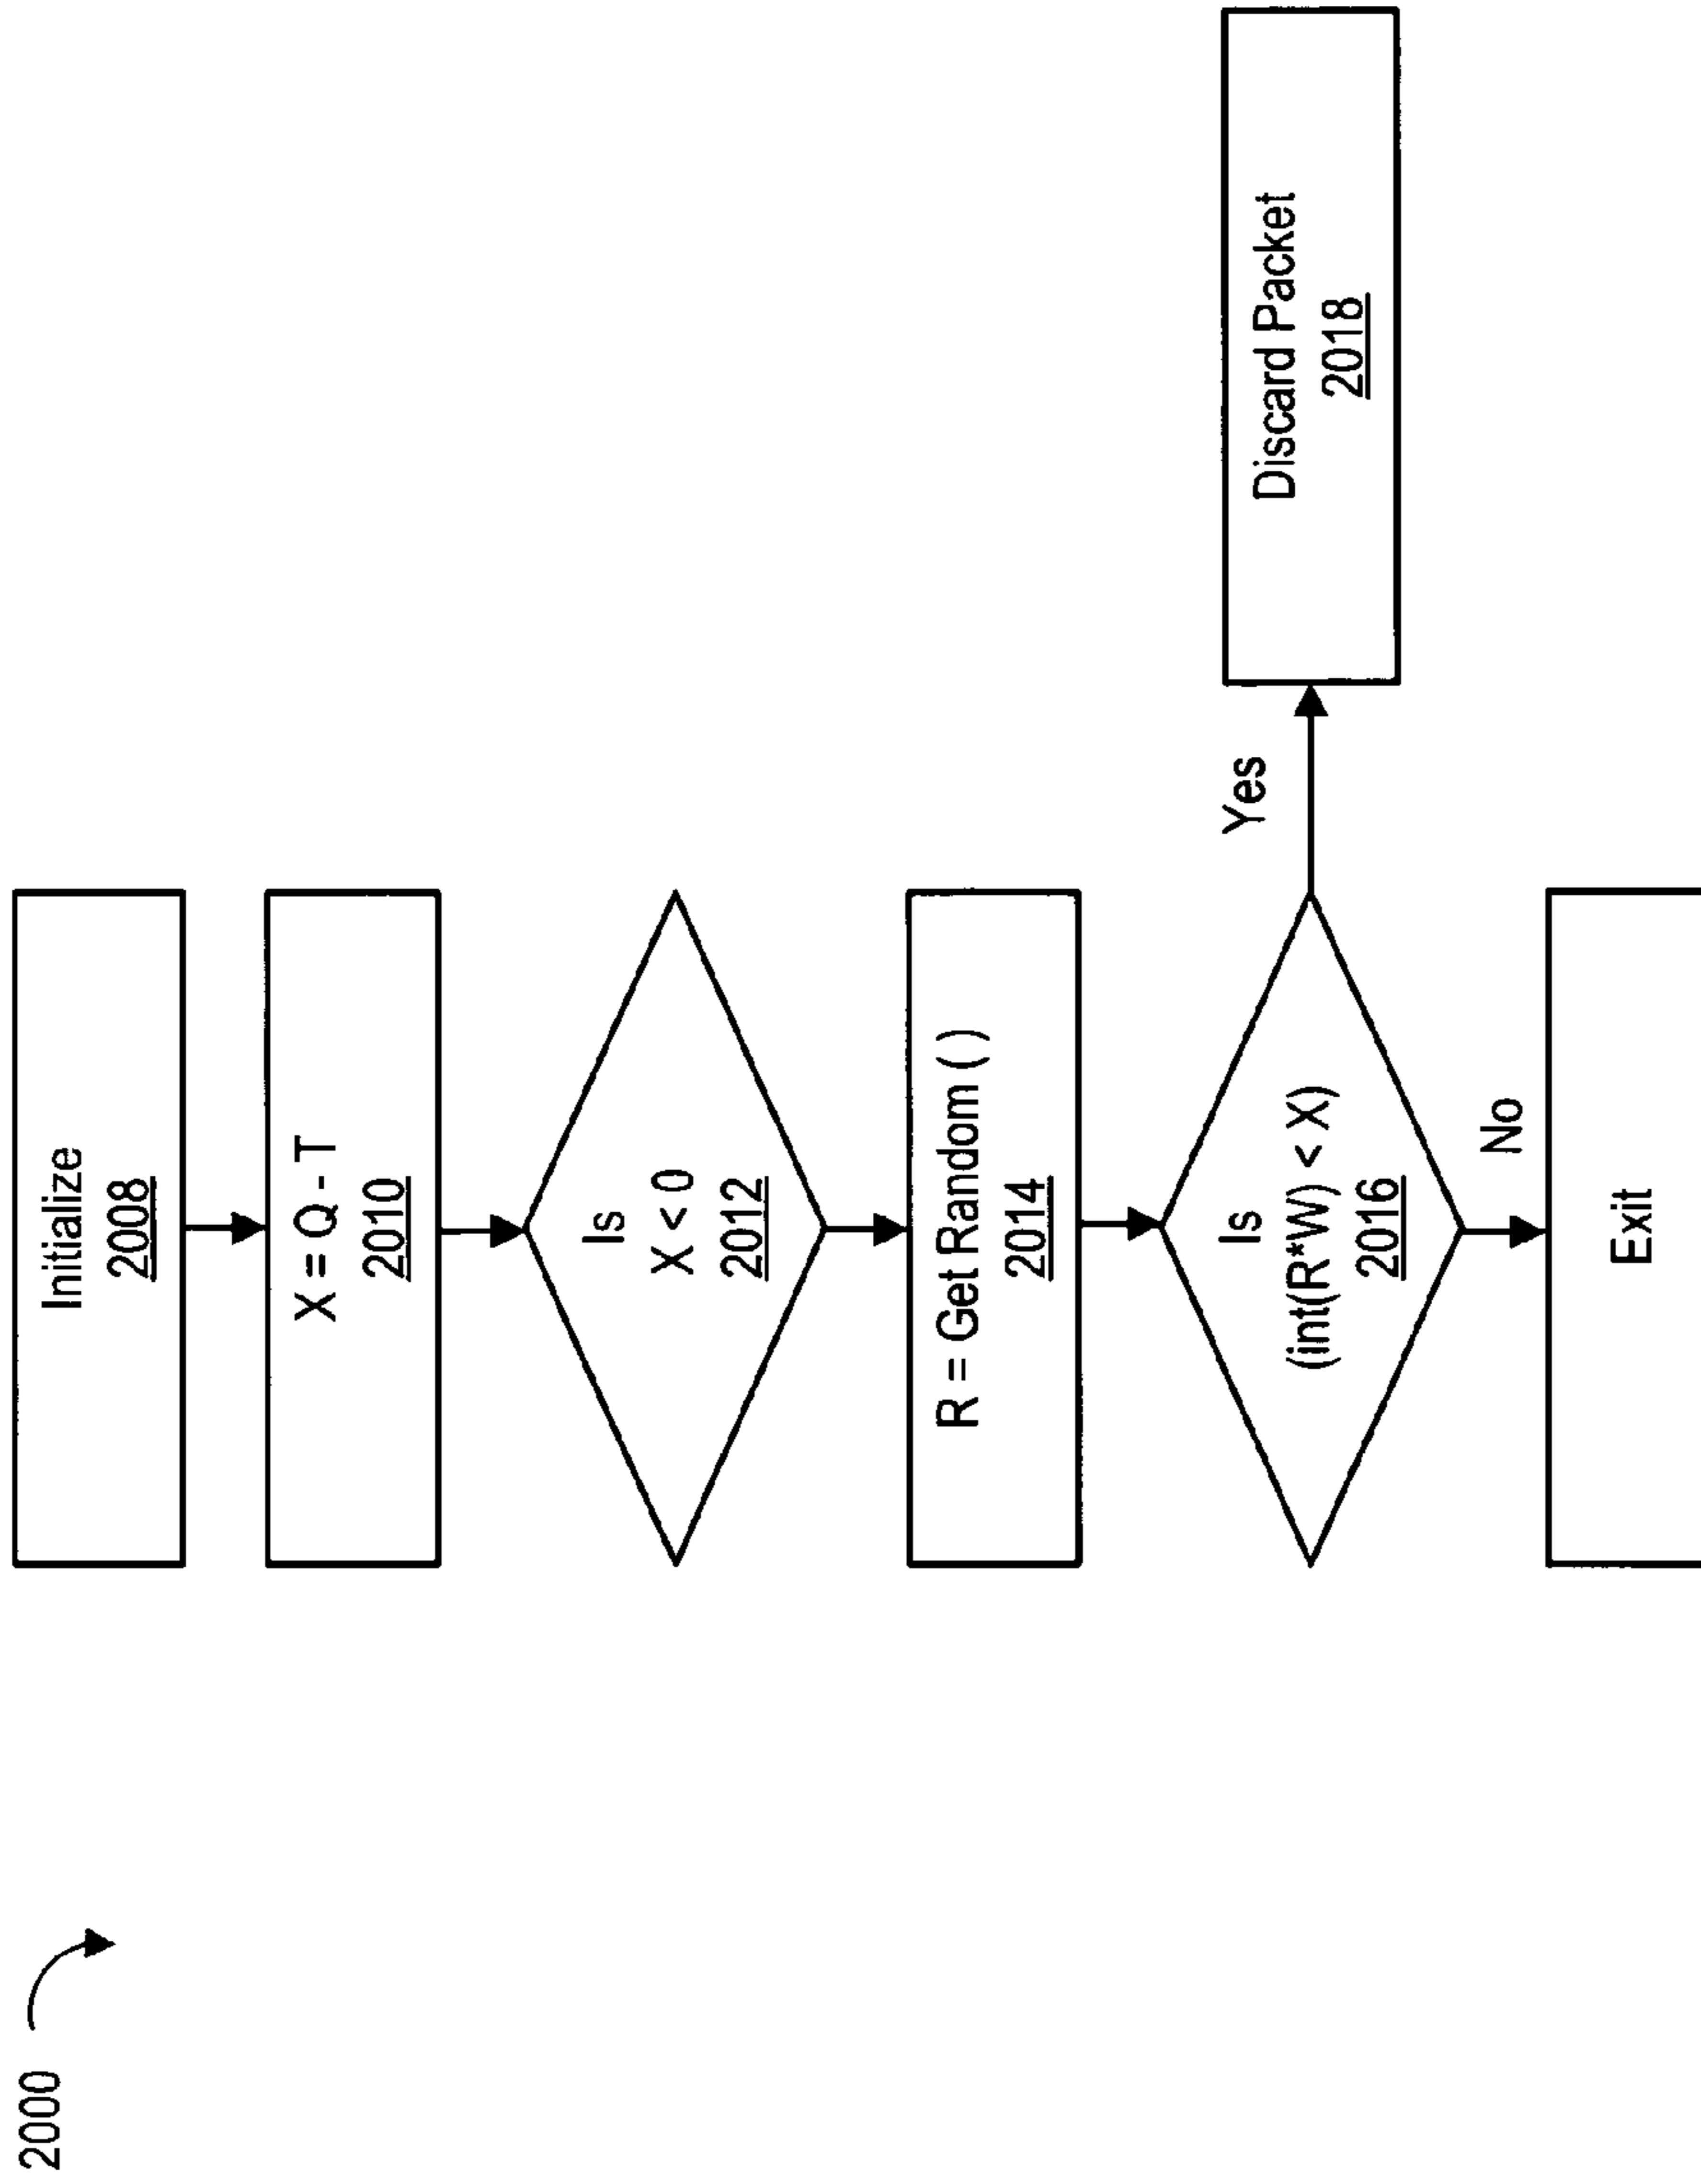 2000
Initialize
2008
X = Q - T
2010
Is
X < 0
2012
R = Get Random ( )
2014
Is
(int(R*W) < X)
2016
Yes
Discard Packet
2018
No
Exit